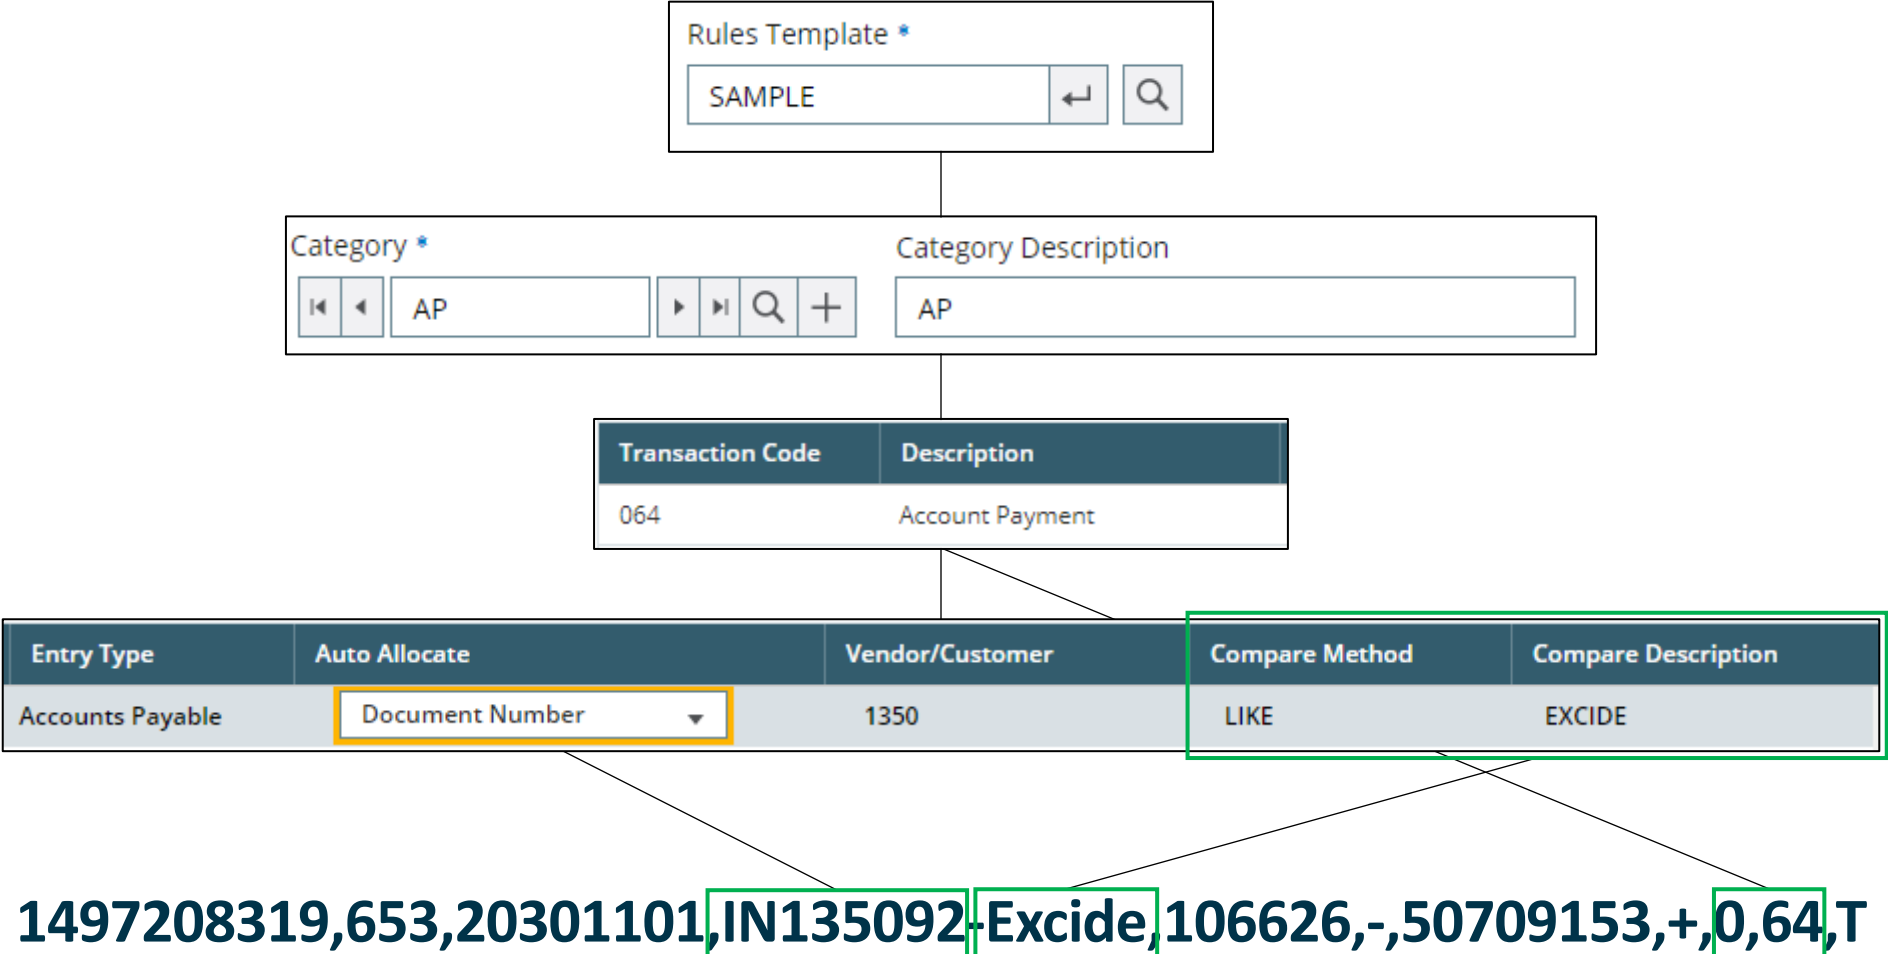 Rules Template *
SAMPLE
Category * Category Description
AP AP
Transaction Code Description
064 Account Payment
Entry Type Auto Allocate Vendor/Customer Compare Method Compare Description
Accounts Payable Document Number 1350 LIKE EXCIDE
1497208319,653,20301101,IN135092-Excide,106626,-,50709153,+,0,64,T